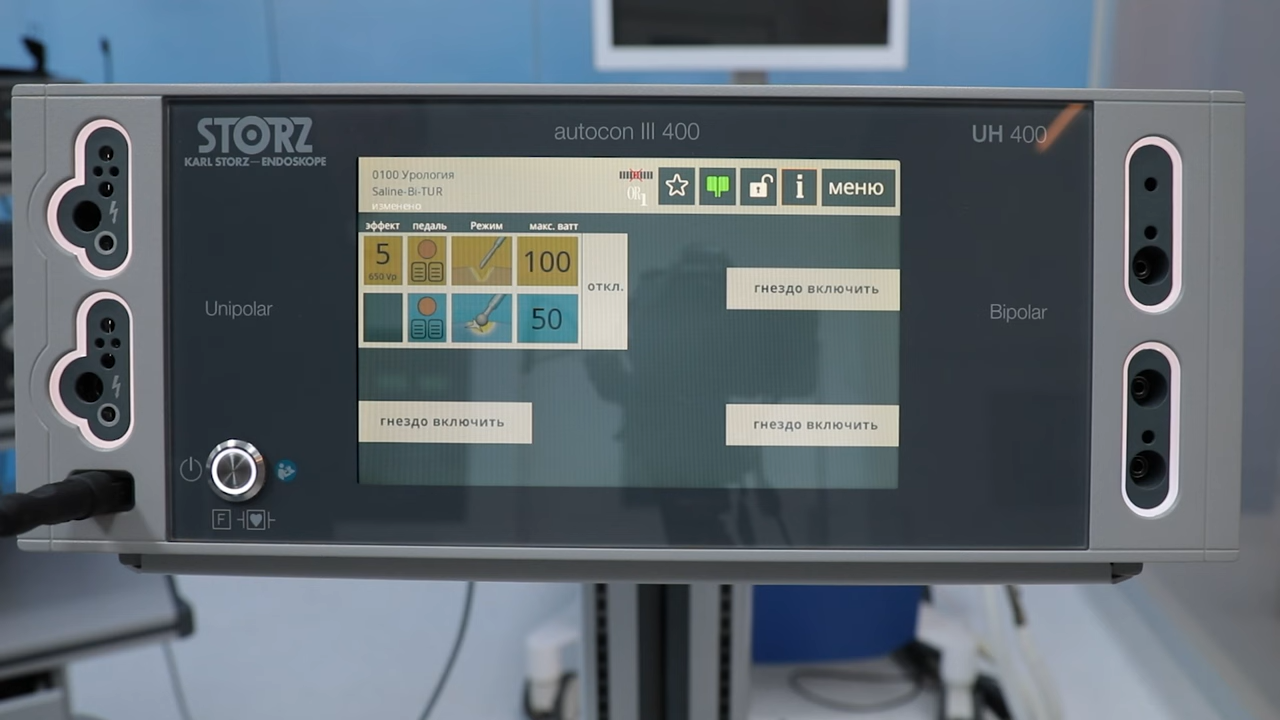 STORZ
KARL STORZ—ENDOSKOPE
autocon III 400
UH 400
0100 Урология
Saline-Bi-TUR
изменено
OR1
i
меню
эффект педаль Режим макс. ватт
5
650 Vp
100
откл.
50
гнездо включить
гнездо включить
гнездо включить
Unipolar
Bipolar
F